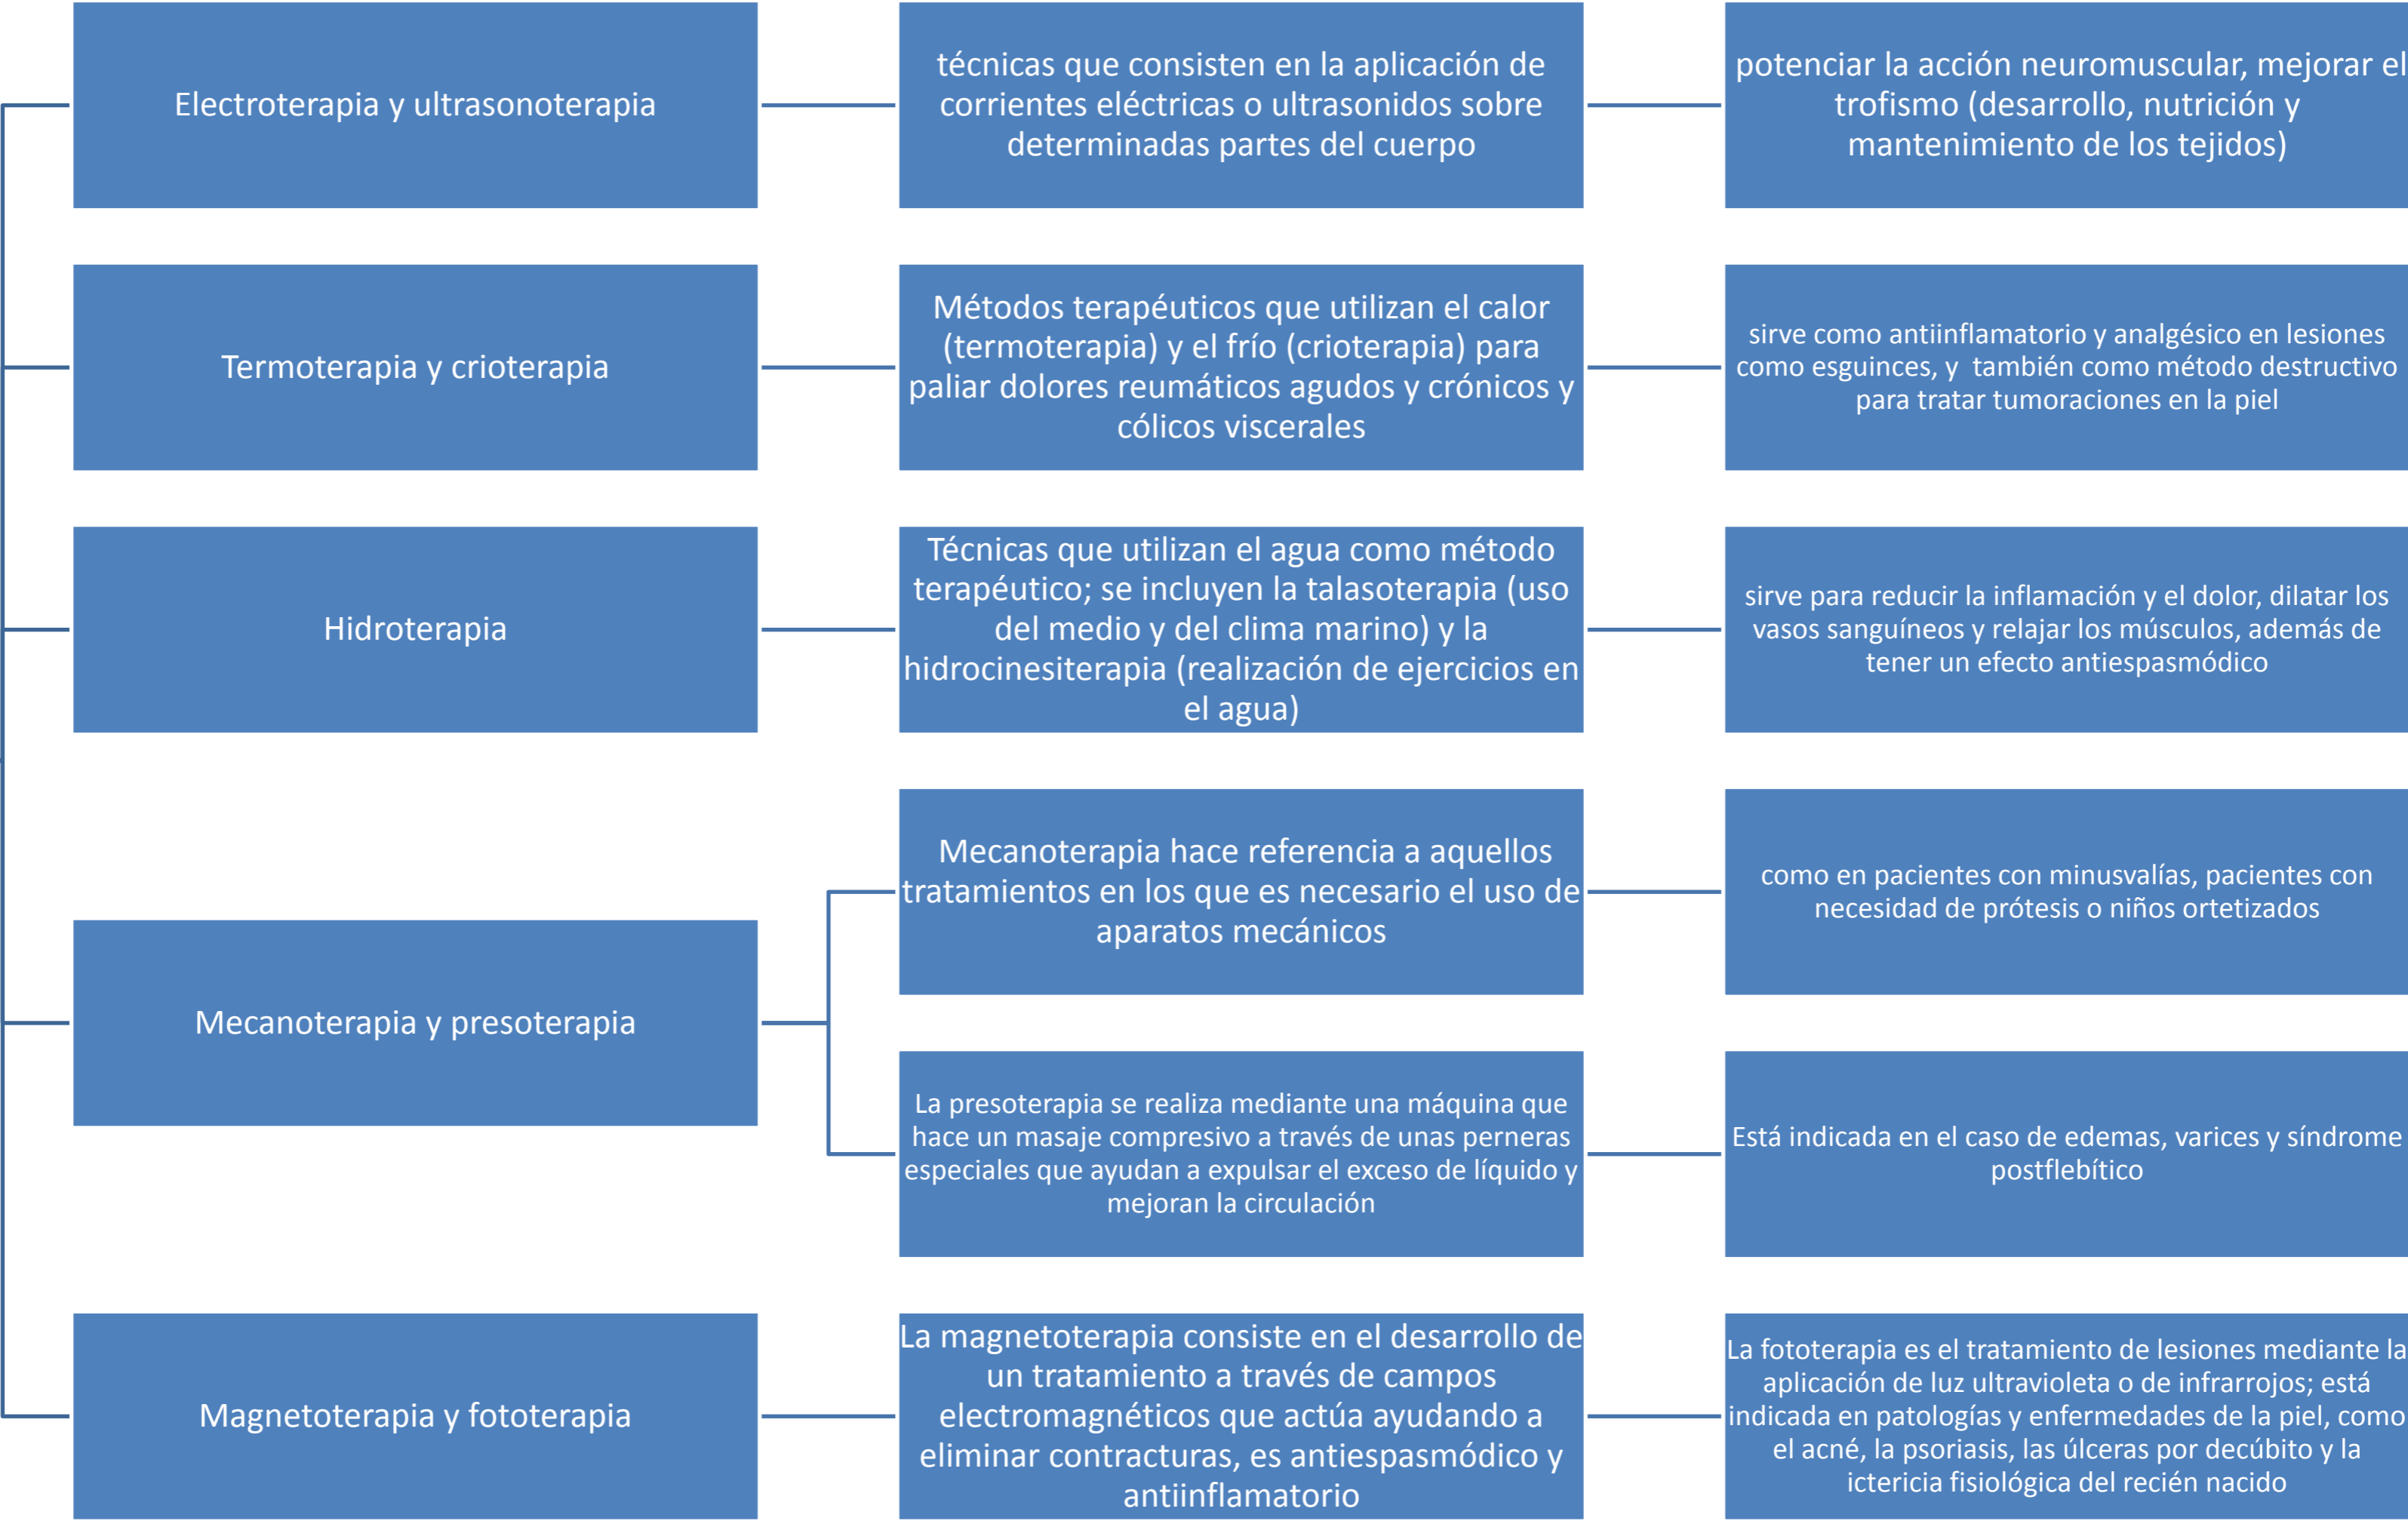 Electroterapia y ultrasonoterapia
técnicas que consisten en la aplicación de
corrientes eléctricas o ultrasonidos sobre
determinadas partes del cuerpo
potenciar la acción neuromuscular, mejorar el
trofismo (desarrollo, nutrición y
mantenimiento de los tejidos)
Termoterapia y crioterapia
Métodos terapéuticos que utilizan el calor
(termoterapia) y el frío (crioterapia) para
paliar dolores reumáticos agudos y crónicos y
cólicos viscerales
sirve como antiinflamatorio y analgésico en lesiones
como esguinces, y también como método destructivo
para tratar tumoraciones en la piel
Hidroterapia
Técnicas que utilizan el agua como método
terapéutico; se incluyen la talasoterapia (uso
del medio y del clima marino) y la
hidrocinesiterapia (realización de ejercicios en
el agua)
sirve para reducir la inflamación y el dolor, dilatar los
vasos sanguíneos y relajar los músculos, además de
tener un efecto antiespasmódico
Mecanoterapia y presoterapia
Mecanoterapia hace referencia a aquellos
tratamientos en los que es necesario el uso de
aparatos mecánicos
como en pacientes con minusvalías, pacientes con
necesidad de prótesis o niños ortetizados
La presoterapia se realiza mediante una máquina que
hace un masaje compresivo a través de unas perneras
especiales que ayudan a expulsar el exceso de líquido y
mejoran la circulación
Está indicada en el caso de edemas, varices y síndrome
postflebítico
Magnetoterapia y fototerapia
La magnetoterapia consiste en el desarrollo de
un tratamiento a través de campos
electromagnéticos que actúa ayudando a
eliminar contracturas, es antiespasmódico y
antiinflamatorio
La fototerapia es el tratamiento de lesiones mediante la
aplicación de luz ultravioleta o de infrarrojos; está
indicada en patologías y enfermedades de la piel, como
el acné, la psoriasis, las úlceras por decúbito y la
ictericia fisiológica del recién nacido